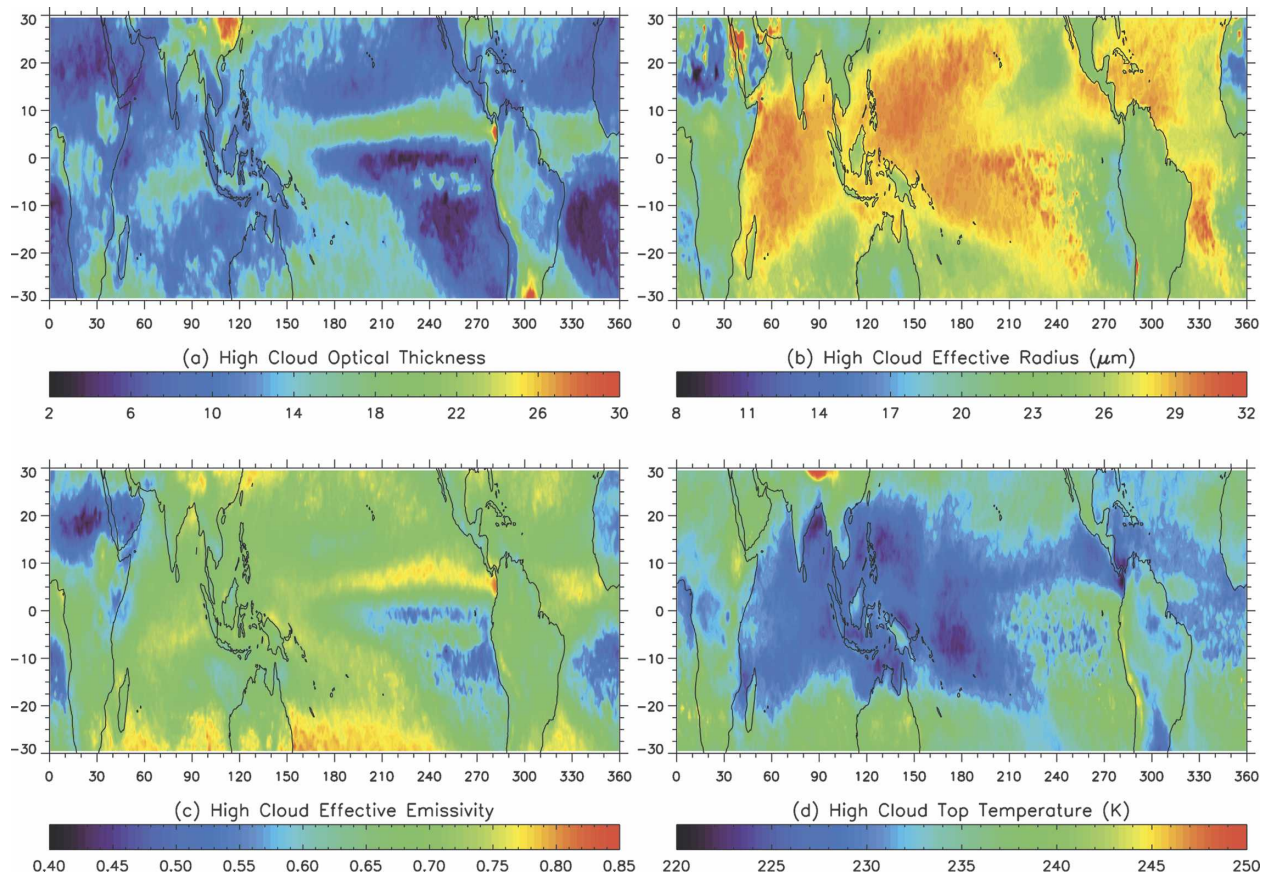 30 30
20 20
10 10
0 0
-10 -10
-20 -20
-30 -30
0 30 60 90 120 150 180 210 240 270 300 330 360 0 30 60 90 120 150 180 210 240 270 300 330 360
(a) High Cloud Optical Thickness (b) High Cloud Effective Radius (μm)
2 6 10 14 18 22 26 30 8 11 14 17 20 23 26 29 32
30 30
20 20
10 10
0 0
-10 -10
-20 -20
-30 -30
0 30 60 90 120 150 180 210 240 270 300 330 360 0 30 60 90 120 150 180 210 240 270 300 330 360
(c) High Cloud Effective Emissivity (d) High Cloud Top Temperature (K)
0.40 0.45 0.50 0.55 0.60 0.65 0.70 0.75 0.80 0.85 220 225 230 235 240 245 250